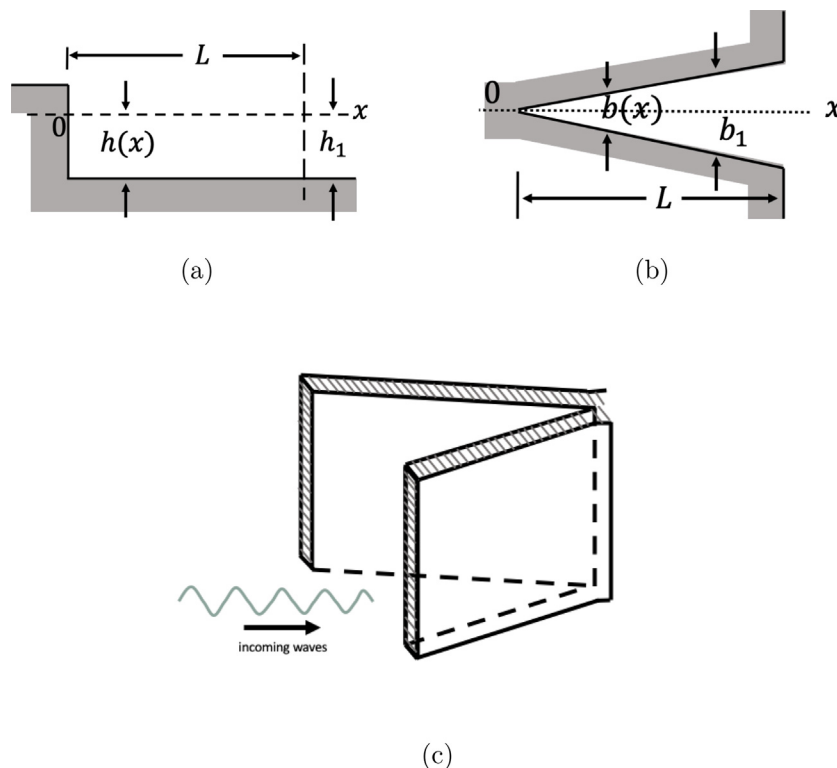 L
x
0
h(x)
h₁
(a)
0
b(x)
x
b₁
L
(b)
incoming waves
(c)